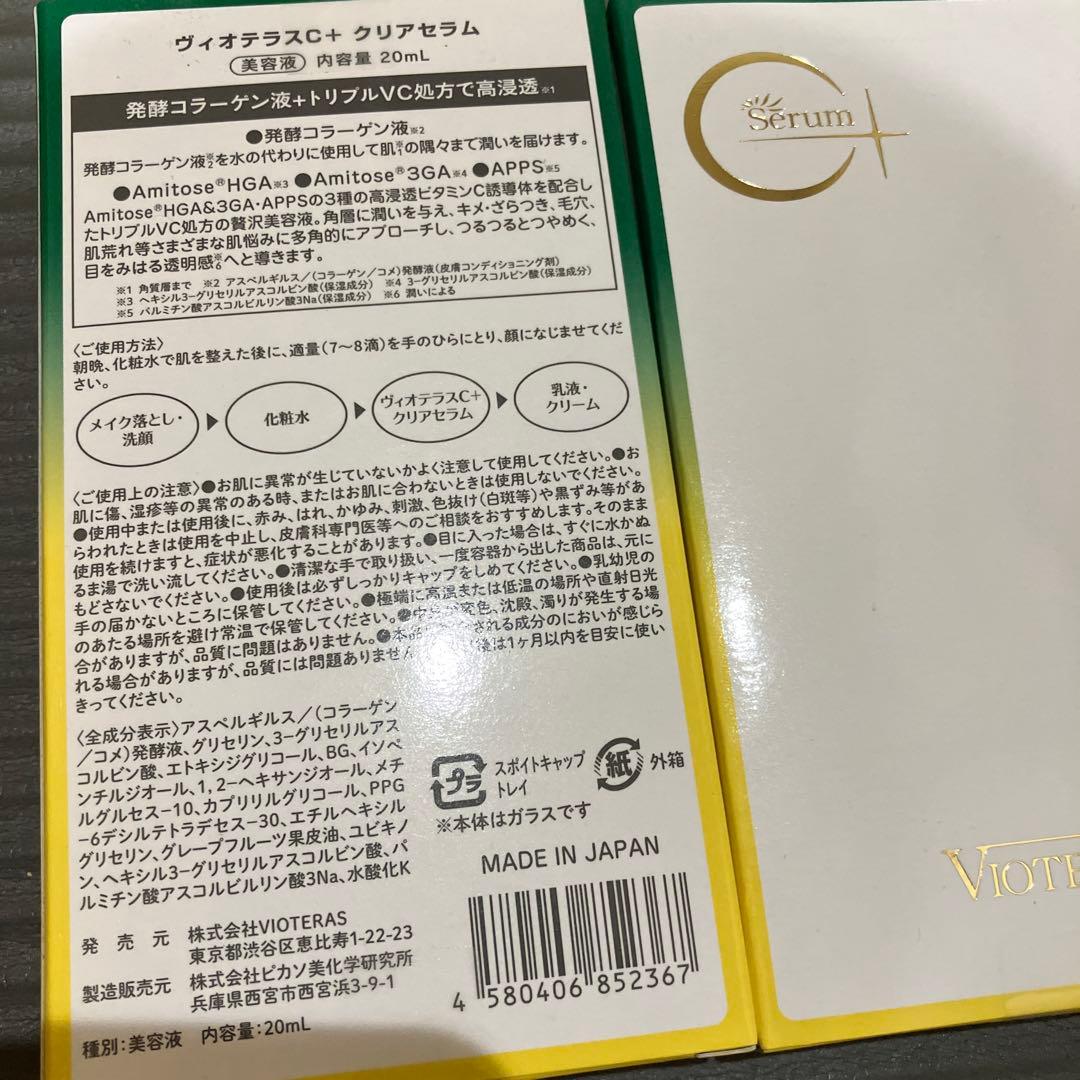 ヴィオテラスC+ クリアセラム
美容液 内容量 20mL
発酵コラーゲン液+トリプルVC処方で高浸透※1
●発酵コラーゲン液※2
発酵コラーゲン液※2を水の代わりに使用して肌※1の隅々まで潤いを届けます。
●Amitose®HGA※3 ●Amitose®3GA※4 ●APPS※5
Amitose®HGA&3GA・APPSの3種の高浸透ビタミンC誘導体を配合し
たトリプルVC処方の贅沢美容液。角層に潤いを与え、キメ・ざらつき、毛穴、
肌荒れ等さまざまな肌悩みに多角的にアプローチし、つるつるとつやめく、
目をみはる透明感※6へと導きます。
※1 角質層まで ※2 アスペルギルス/(コラーゲン/コメ)発酵液(皮膚コンディショニング剤)
※3 ヘキシル3-グリセリルアスコルビン酸(保湿成分) ※4 3-グリセリルアスコルビン酸(保湿成分)
※5 パルミチン酸アスコルビルリン酸3Na(保湿成分) ※6 潤いによる
〈ご使用方法〉
朝晩、化粧水で肌を整えた後に、適量(7~8滴)を手のひらにとり、顔になじませてくだ
さい。
メイク落とし・洗顔 ▶ 化粧水 ▶ ヴィオテラスC+クリアセラム ▶ 乳液・クリーム
〈ご使用上の注意〉●お肌に異常が生じていないかよく注意して使用してください。●お
肌に傷、湿疹等の異常のある時、またはお肌に合わないときは使用しないでください。
●使用中または使用後に、赤み、はれ、かゆみ、刺激、色抜け(白斑等)や黒ずみ等があ
らわれたときは使用を中止し、皮膚科専門医等へのご相談をおすすめします。そのまま
使用を続けますと、症状が悪化することがあります。●目に入った場合は、すぐに水かぬ
るま湯で洗い流してください。●清潔な手で取り扱い、一度容器から出した商品は、元に
もどさないでください。●使用後は必ずしっかりキャップをしめてください。●乳幼児の
手の届かないところに保管してください。●極端に高温または低温の場所や直射日光
のあたる場所を避け常温で保管してください。●変色、沈殿、濁りが発生する場
合がありますが、品質に問題はありません。●本品される成分のにおいが感じら
れる場合がありますが、品質には問題ありません後は1ヶ月以内を目安に使い
きってください。
〈全成分表示〉アスペルギルス/(コラーゲン
/コメ)発酵液、グリセリン、3-グリセリルアス
コルビン酸、エトキシジグリコール、BG、イソペ
ンチルジオール、1,2-ヘキサンジオール、メチ
ルグルセス-10、カプリリルグリコール、PPG
-6デシルテトラデセス-30、エチルヘキシル
グリセリン、グレープフルーツ果皮油、ユビキノ
ン、ヘキシル3-グリセリルアスコルビン酸、パ
ルミチン酸アスコルビルリン酸3Na、水酸化K
プラ スポイトキャップ
トレイ
紙 外箱
※本体はガラスです
MADE IN JAPAN
発売元 株式会社VIOTERAS
東京都渋谷区恵比寿1-22-23
製造販売元 株式会社ピカソ美化学研究所
兵庫県西宮市西宮浜3-9-1
種別:美容液 内容量:20mL
4 580406 852367
C+ Serum
VIOTE